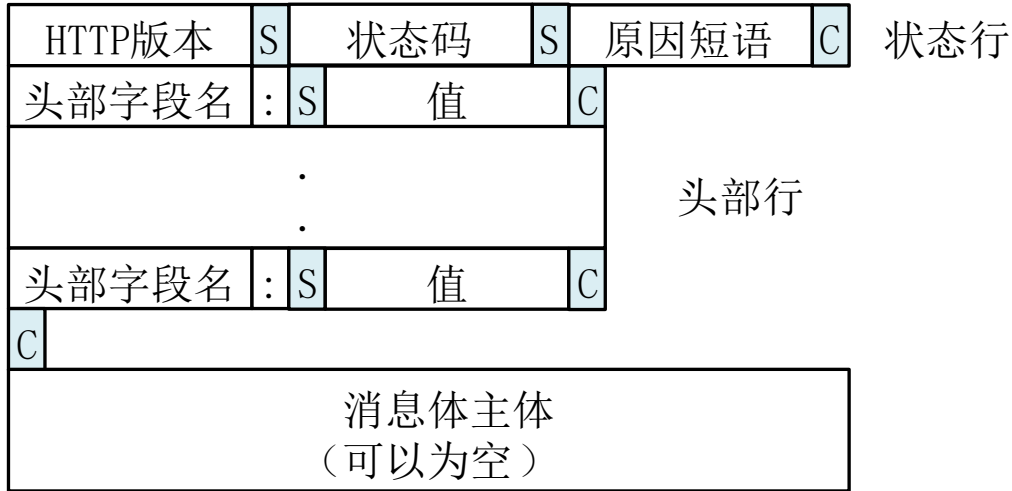 HTTP版本 S 状态码 S 原因短语 C 状态行
头部字段名 : S 值 C
.
头部行
.
头部字段名 : S 值 C
C
消息体主体
（可以为空）